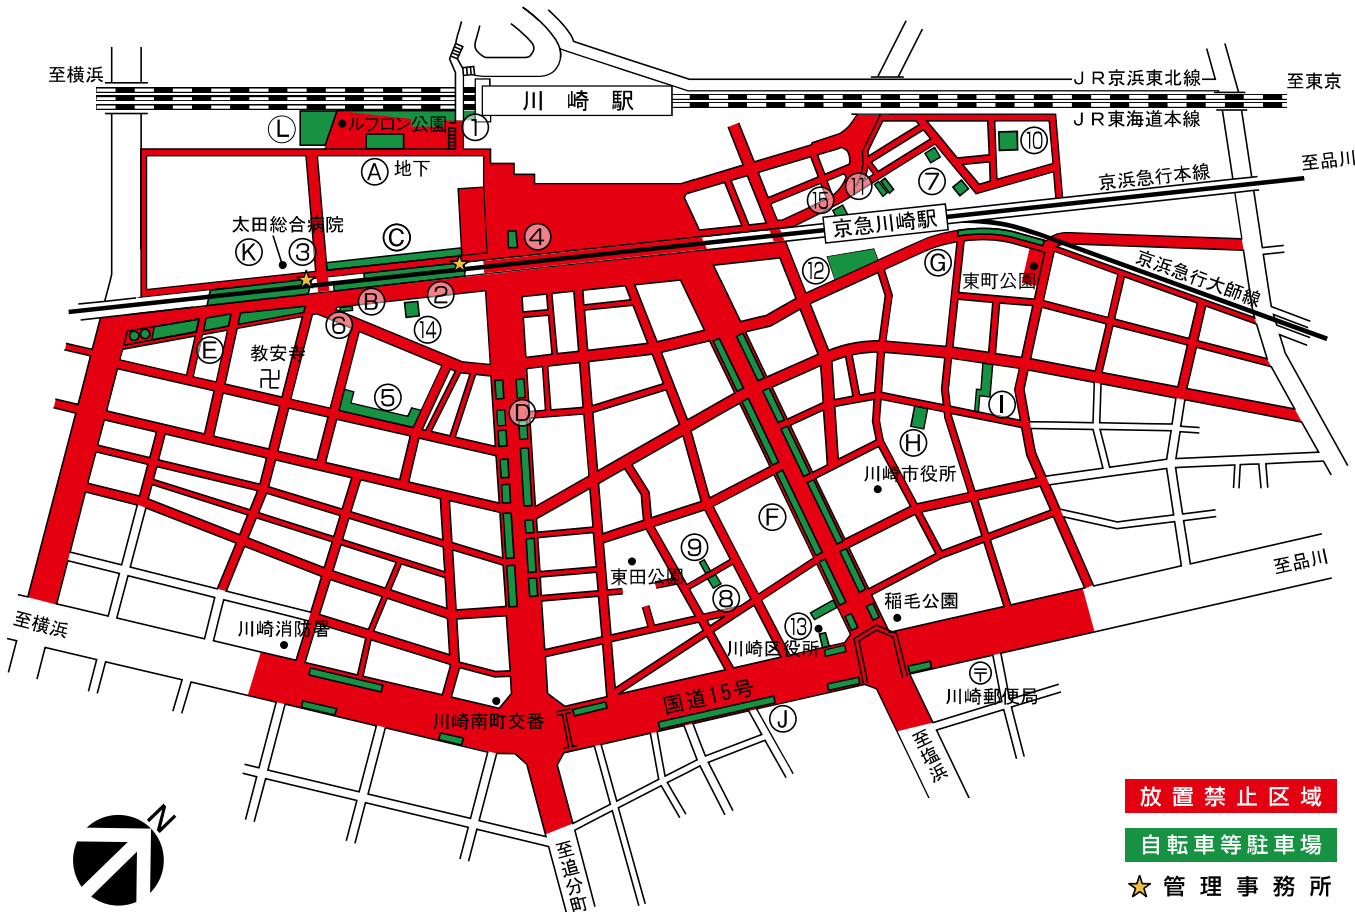 至横浜
川崎駅
ＪＲ京浜東北線
至東京
ＪＲ東海道本線
Ⓛ
ルフロン公園
①
Ⓐ
地下
⑩
至品川
京浜急行本線
⑦
⑪
⑮
太田総合病院
Ⓚ
③
Ⓒ
④
京急川崎駅
⑫
Ⓖ
東町公園
京浜急行大師線
Ⓑ
②
⑥
⑭
Ⓔ
教安寺
卍
⑤
Ⓓ
Ⓘ
Ⓗ
川崎市役所
Ⓕ
⑨
東田公園
⑧
至品川
稲毛公園
⑬
川崎区役所
至横浜
川崎消防署
〒
川崎郵便局
国道15号
Ⓙ
川崎南町交番
至塩浜
至追分町
N
放置禁止区域
自転車等駐車場
管理事務所